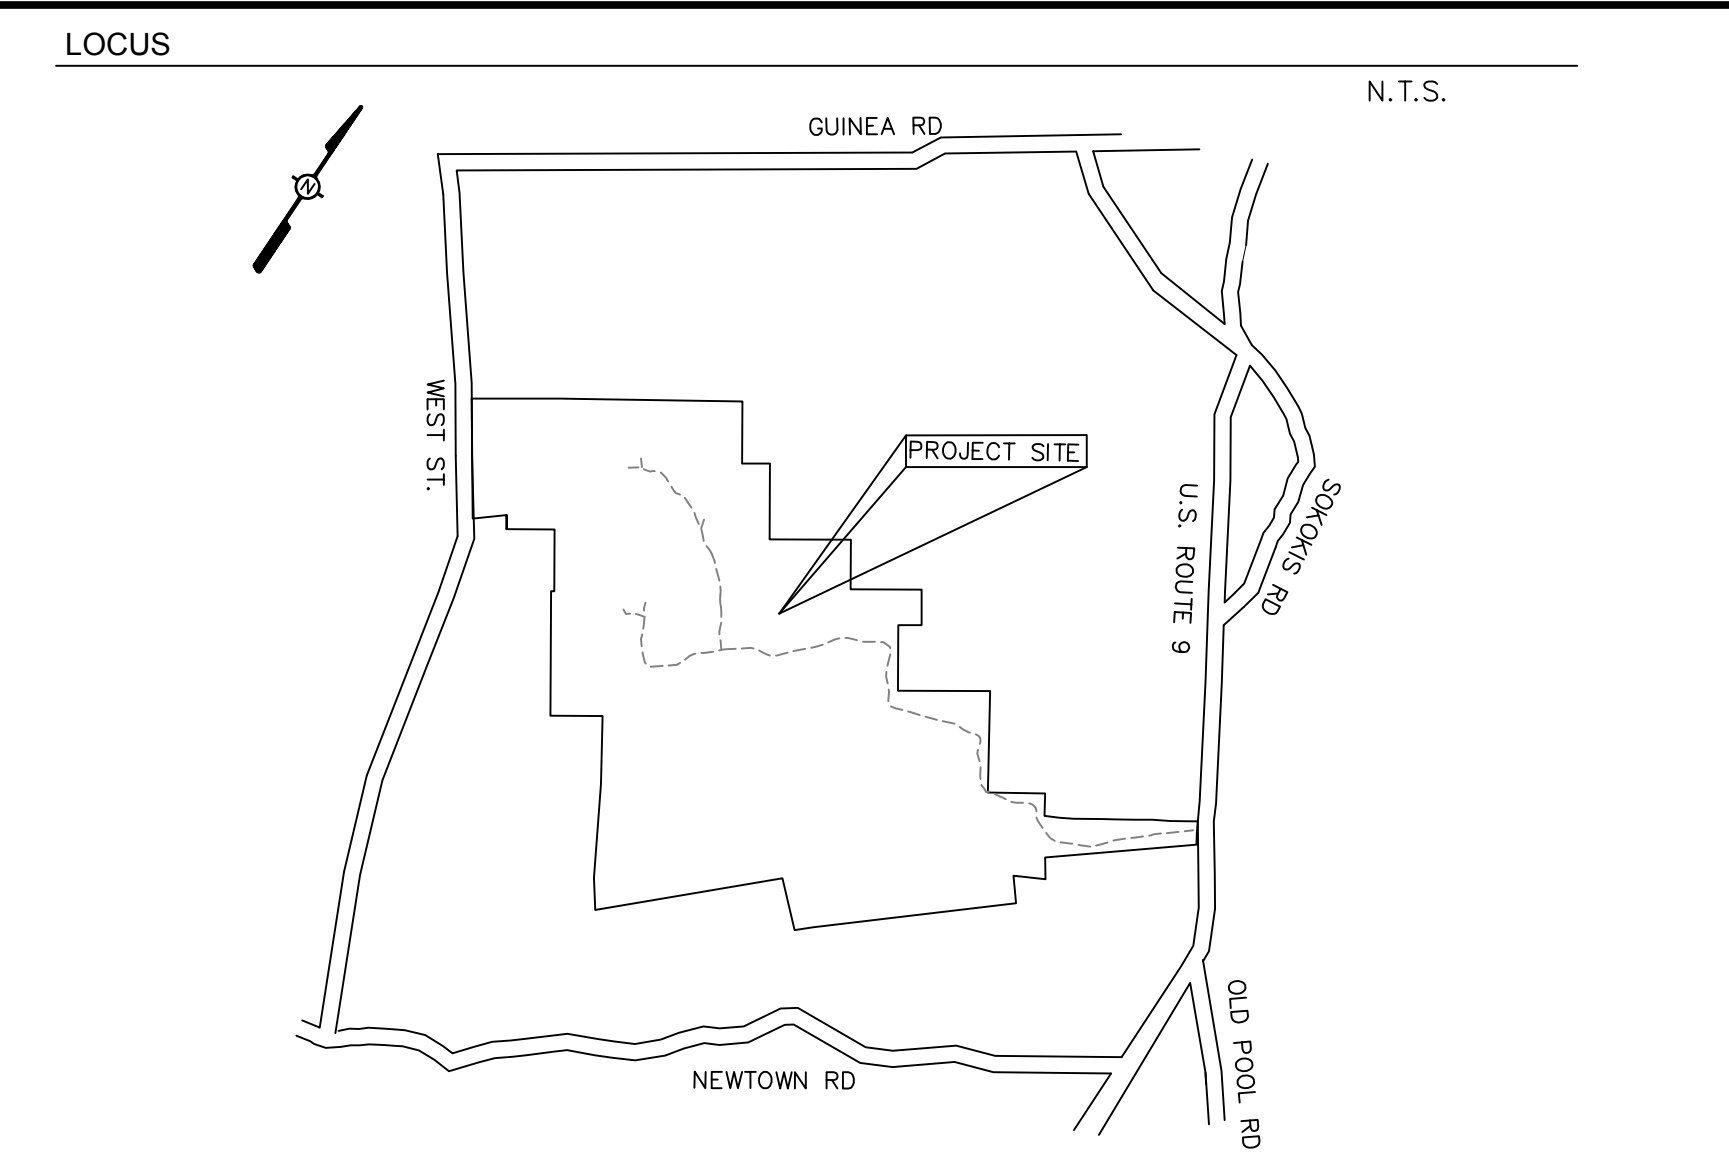 LOCUS
N.T.S.
GUINEA RD
N
WEST ST.
PROJECT SITE
U.S. ROUTE 9
SOKOKIS RD
OLD POOL RD
NEWTOWN RD